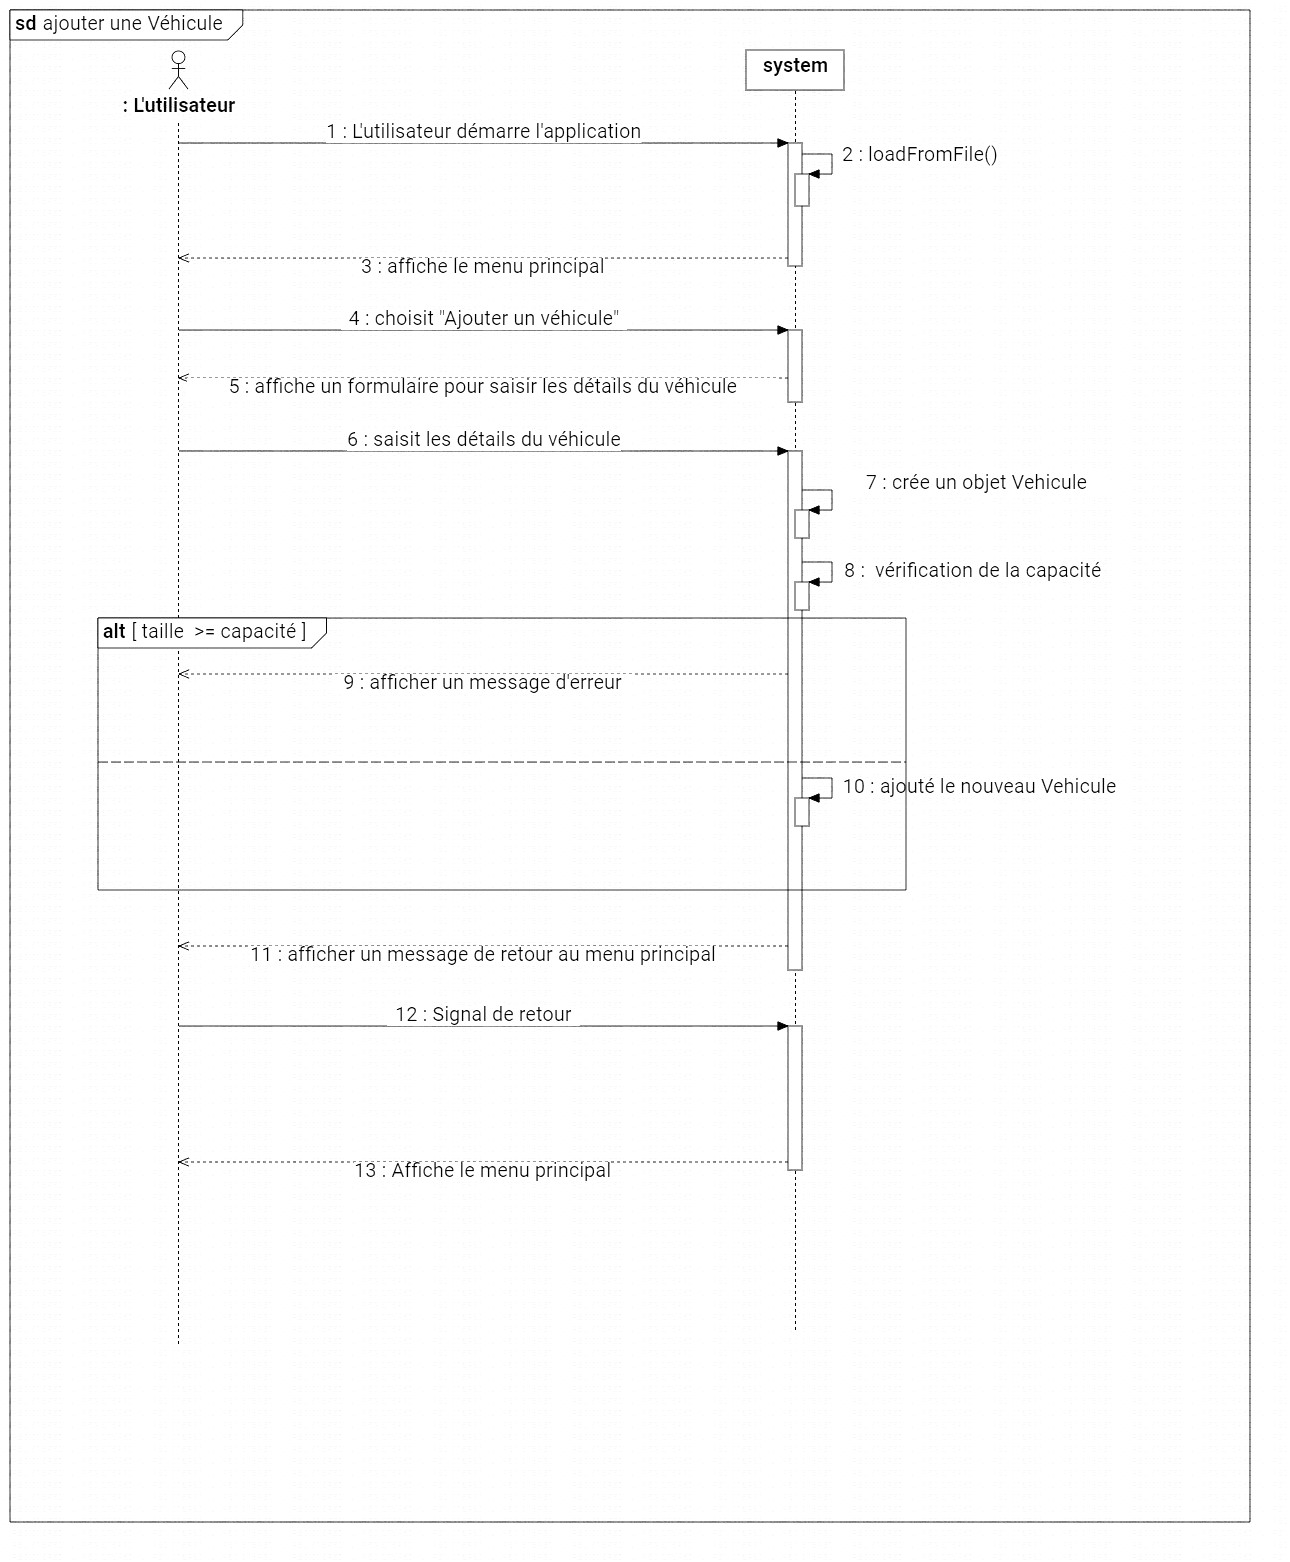 sd ajouter une Véhicule
: L'utilisateur
system
1 : L'utilisateur démarre l'application
2 : loadFromFile()
3 : affiche le menu principal
4 : choisit "Ajouter un véhicule"
5 : affiche un formulaire pour saisir les détails du véhicule
6 : saisit les détails du véhicule
7 : crée un objet Vehicule
8 :  vérification de la capacité
alt [ taille  >= capacité ]
9 : afficher un message d'erreur
10 : ajouté le nouveau Vehicule
11 : afficher un message de retour au menu principal
12 : Signal de retour
13 : Affiche le menu principal